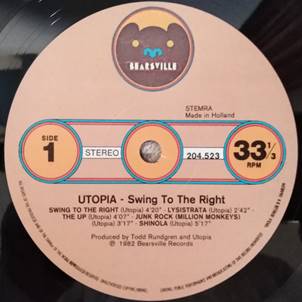 BEARSVILLE
STEMRA
Made in Holland
SIDE
1
STEREO
204.523
33 1/3
RPM
UTOPIA - Swing To The Right
SWING TO THE RIGHT (Utopia) 4'20" - LYSISTRATA (Utopia) 2'42" -
THE UP (Utopia) 4'07" - JUNK ROCK (MILLION MONKEYS)
(Utopia) 3'17" - SHINOLA (Utopia) 5'17"
Produced by Todd Rundgren and Utopia
℗ 1982 Bearsville Records